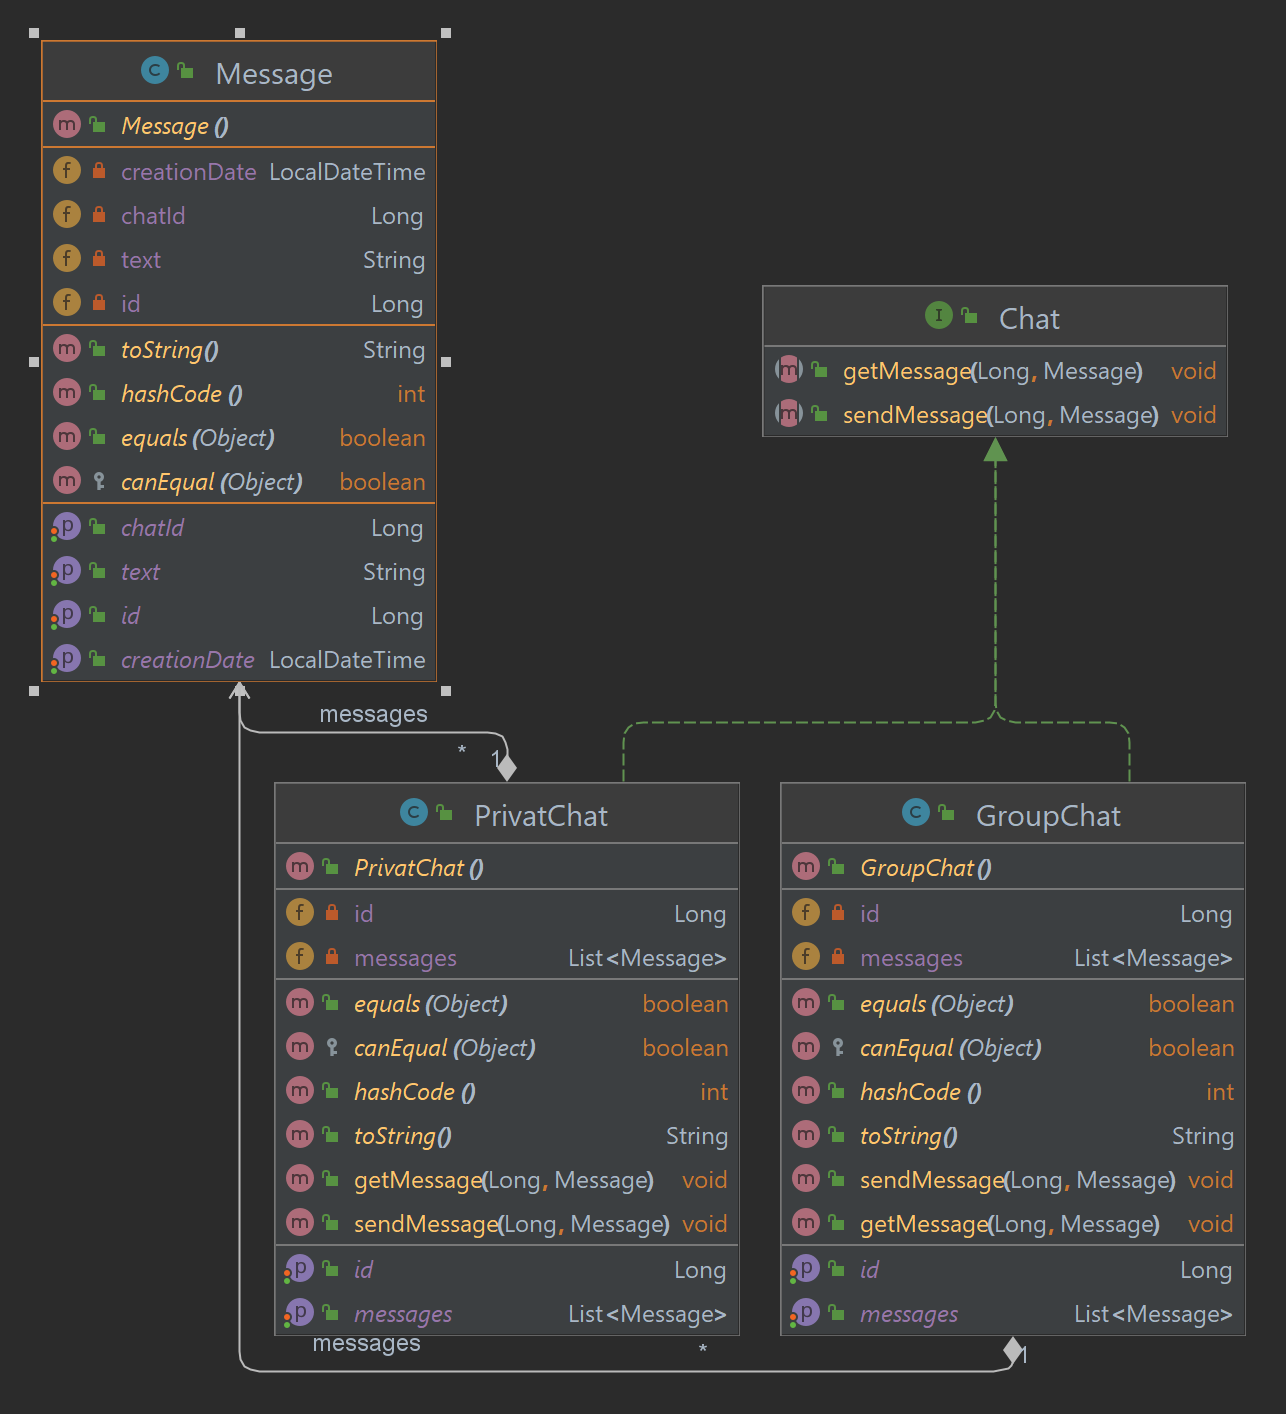 Message
Message()
creationDate LocalDateTime
chatId Long
text String
id Long
toString() String
hashCode() int
equals(Object) boolean
canEqual(Object) boolean
chatId Long
text String
id Long
creationDate LocalDateTime
Chat
getMessage(Long, Message) void
sendMessage(Long, Message) void
messages
* 1
PrivatChat
PrivatChat()
id Long
messages List<Message>
equals(Object) boolean
canEqual(Object) boolean
hashCode() int
toString() String
getMessage(Long, Message) void
sendMessage(Long, Message) void
id Long
messages List<Message>
GroupChat
GroupChat()
id Long
messages List<Message>
equals(Object) boolean
canEqual(Object) boolean
hashCode() int
toString() String
sendMessage(Long, Message) void
getMessage(Long, Message) void
id Long
messages List<Message>
messages
* 1